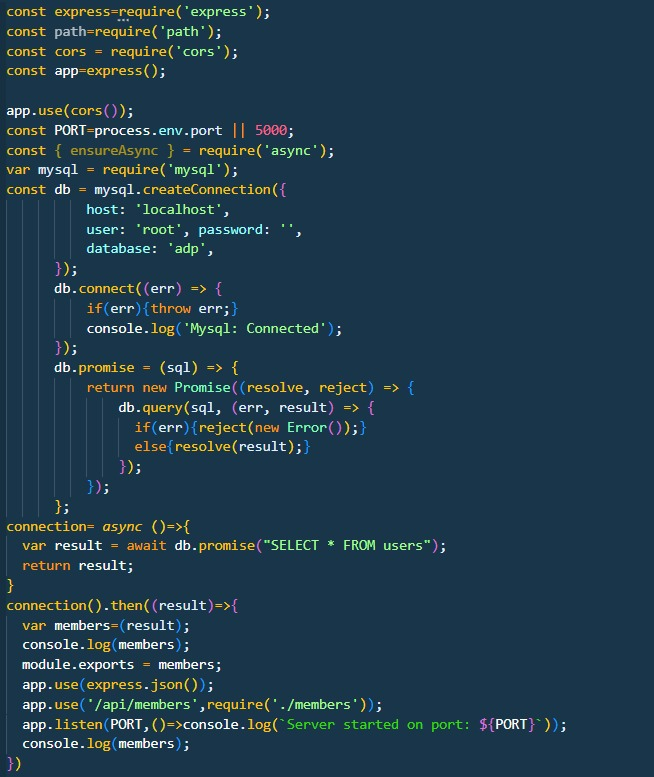 const express=require('express');
const path=require('path');
const cors = require('cors');
const app=express();

app.use(cors());
const PORT=process.env.port || 5000;
const { ensureAsync } = require('async');
var mysql = require('mysql');
const db = mysql.createConnection({
          host: 'localhost',
          user: 'root', password: '',
          database: 'adp',
      });
      db.connect((err) => {
          if(err){throw err;}
          console.log('Mysql: Connected');
      });
      db.promise = (sql) => {
          return new Promise((resolve, reject) => {
              db.query(sql, (err, result) => {
                if(err){reject(new Error());}
                else{resolve(result);}
              });
          });
      };
connection= async ()=>{
  var result = await db.promise("SELECT * FROM users");
  return result;
}
connection().then((result)=>{
  var members=(result);
  console.log(members);
  module.exports = members;
  app.use(express.json());
  app.use('/api/members',require('./members'));
  app.listen(PORT,()=>console.log(`Server started on port: ${PORT}`));
  console.log(members);
})